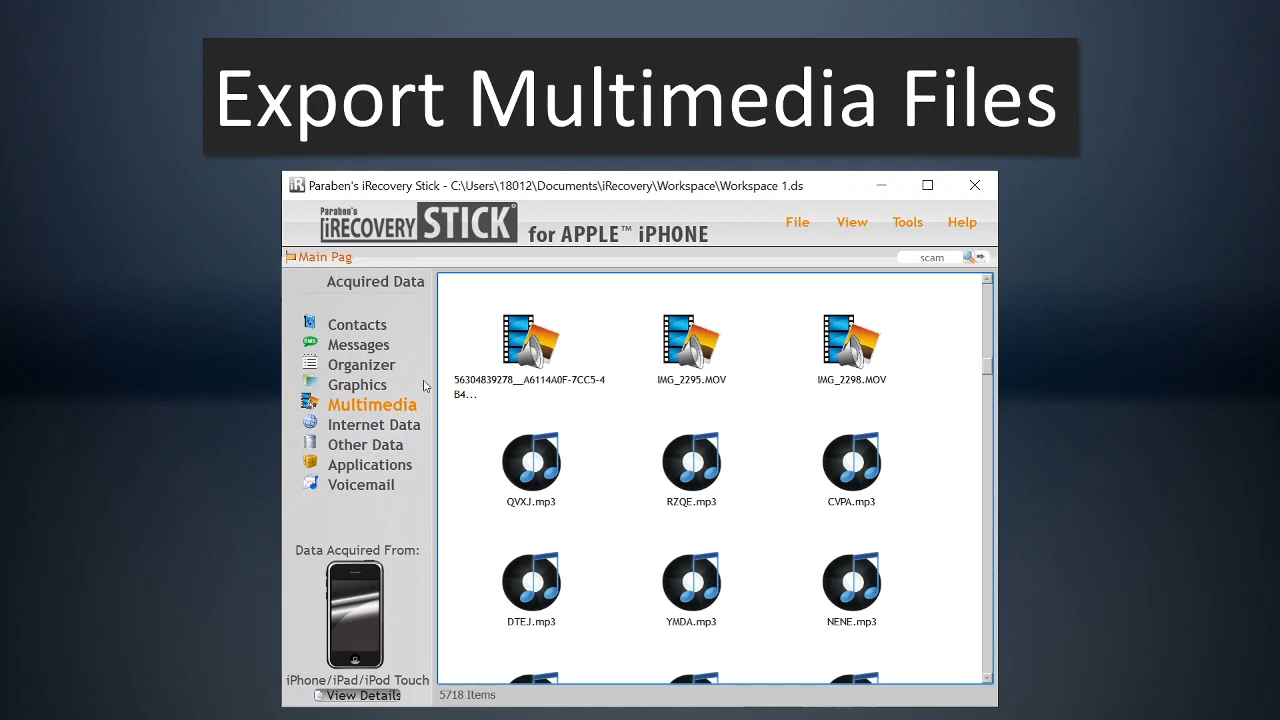 Export Multimedia Files
iR Paraben's iRecovery Stick - C:\Users\18012\Documents\iRecovery\Workspace\Workspace 1.ds
Paraben's
iRECOVERY STICK for APPLE™ iPHONE
File View Tools Help
Main Pag
scam
Acquired Data
Contacts
SMS Messages
Organizer
Graphics
Multimedia
Internet Data
Other Data
Applications
Voicemail
Data Acquired From:
iPhone/iPad/iPod Touch
View Details
56304839278__A6114A0F-7CC5-4
B4...
IMG_2295.MOV
IMG_2298.MOV
QVXJ.mp3
RZQE.mp3
CVPA.mp3
DTEJ.mp3
YMDA.mp3
NENE.mp3
5718 Items